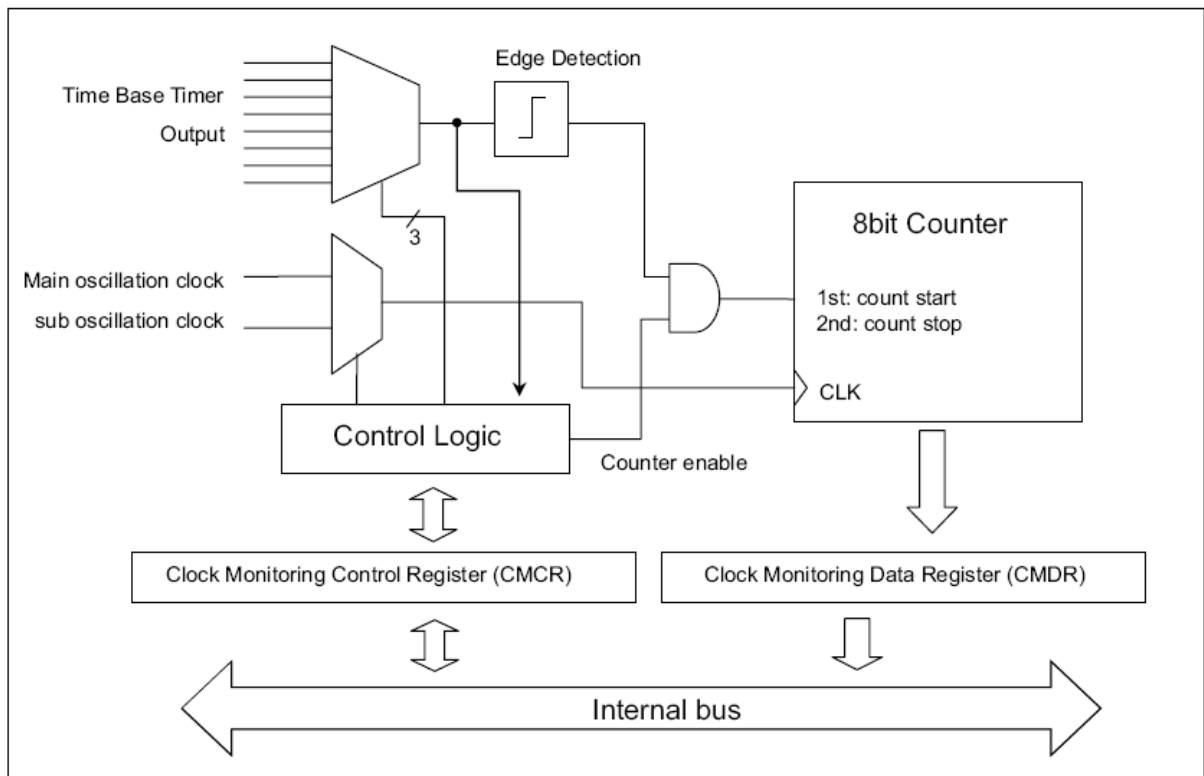 Edge Detection
Time Base Timer
Output
3
8bit Counter
Main oscillation clock
sub oscillation clock
1st: count start
2nd: count stop
CLK
Control Logic
Counter enable
Clock Monitoring Control Register (CMCR)
Clock Monitoring Data Register (CMDR)
Internal bus